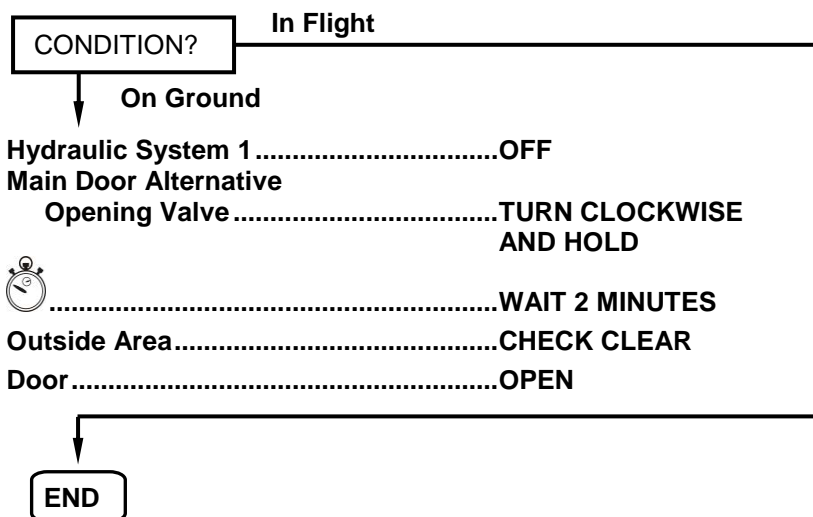 In Flight
CONDITION?
On Ground
Hydraulic System 1.................................OFF
Main Door Alternative
Opening Valve....................................TURN CLOCKWISE
AND HOLD
.............................................................WAIT 2 MINUTES
Outside Area............................................CHECK CLEAR
Door..........................................................OPEN
END